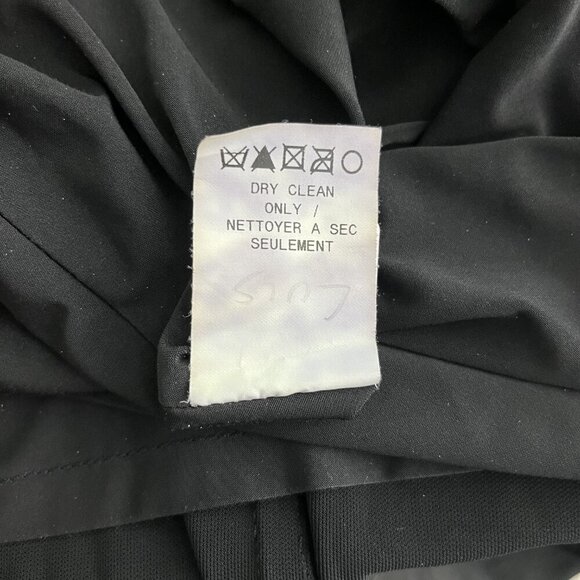 DRY CLEAN
ONLY /
NETTOYER A SEC
SEULEMENT